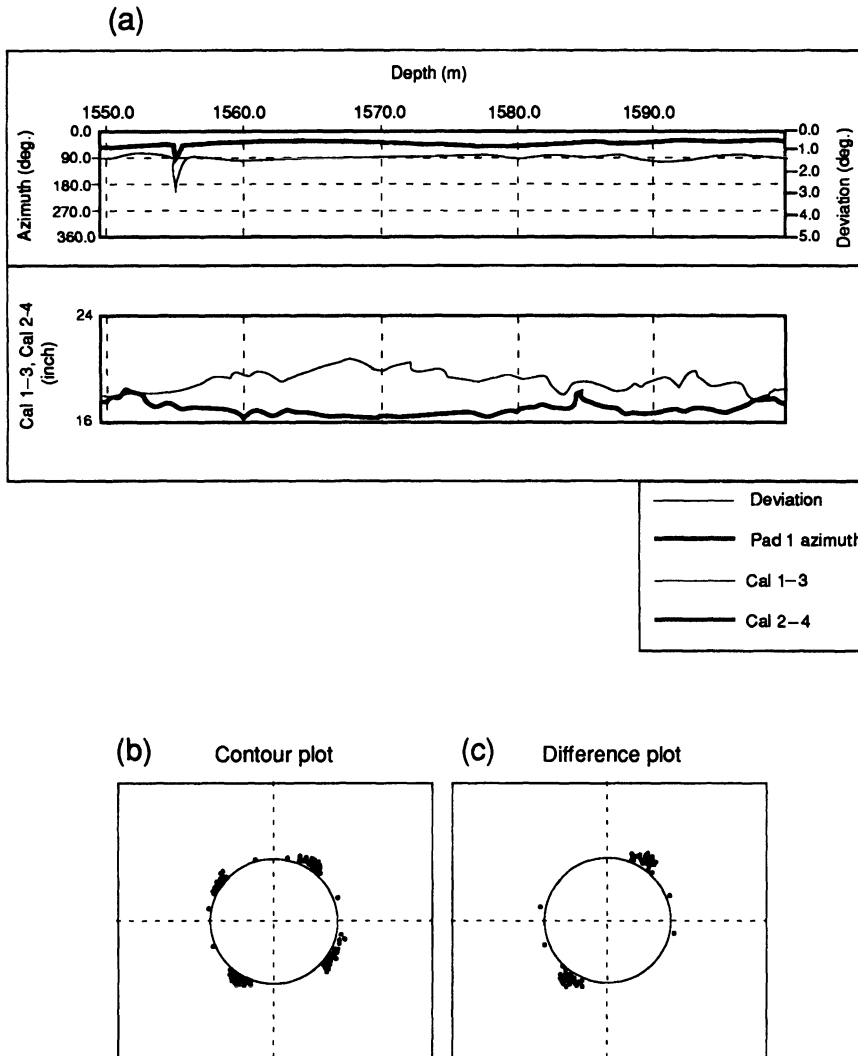 (a)
Depth (m)
1550.0 1560.0 1570.0 1580.0 1590.0
Azimuth (deg.)
0.0
90.0
180.0
270.0
360.0
0.0
1.0
2.0
3.0
4.0
5.0
Deviation (deg.)
Cal 1–3, Cal 2-4
(inch)
24
16
Deviation
Pad 1 azimuth
Cal 1–3
Cal 2–4
(b) Contour plot
(c) Difference plot